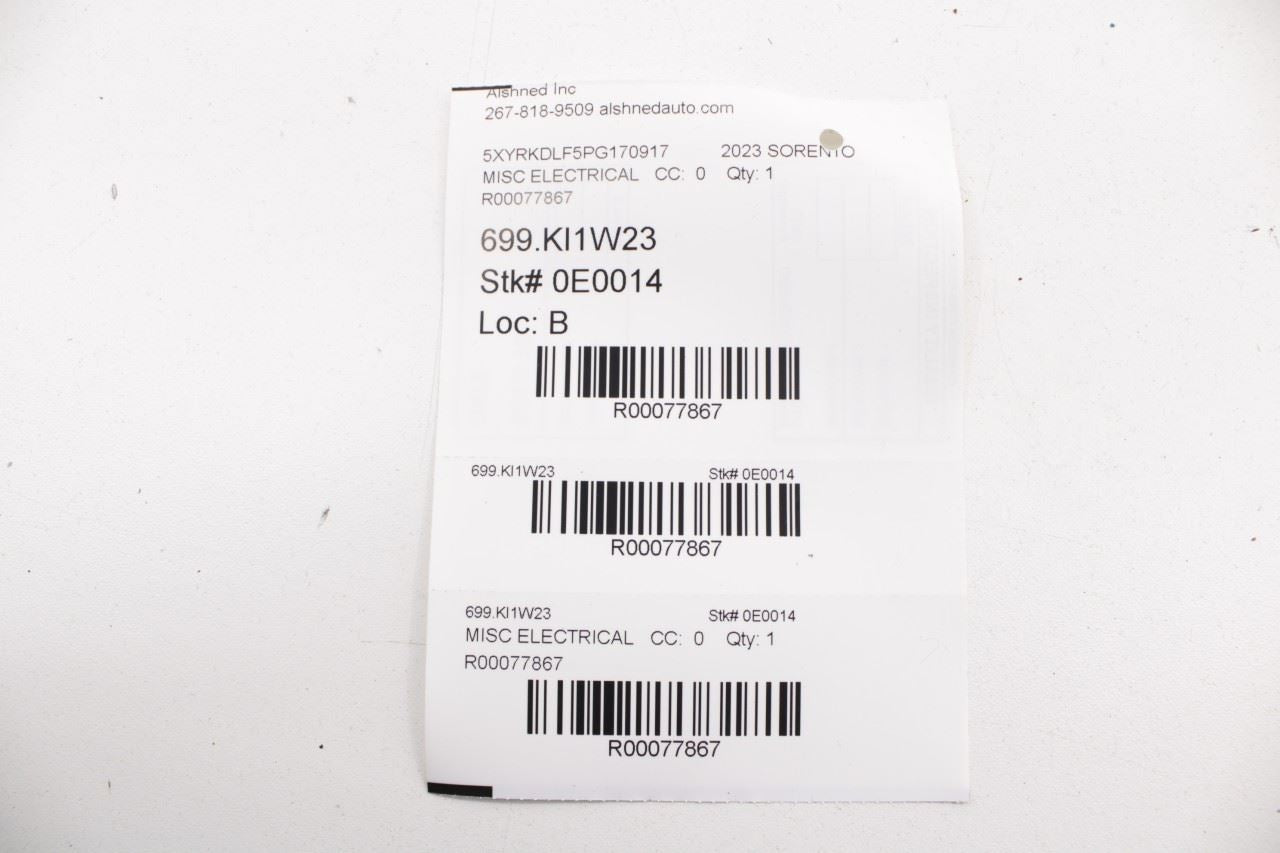 Alshned Inc
267-818-9509 alshnedauto.com
5XYRKDLF5PG170917 2023 SORENTO
MISC ELECTRICAL CC: 0 Qty: 1
R00077867
699.KI1W23
Stk# 0E0014
Loc: B
R00077867
699.KI1W23 Stk# 0E0014
R00077867
699.KI1W23 Stk# 0E0014
MISC ELECTRICAL CC: 0 Qty: 1
R00077867
R00077867